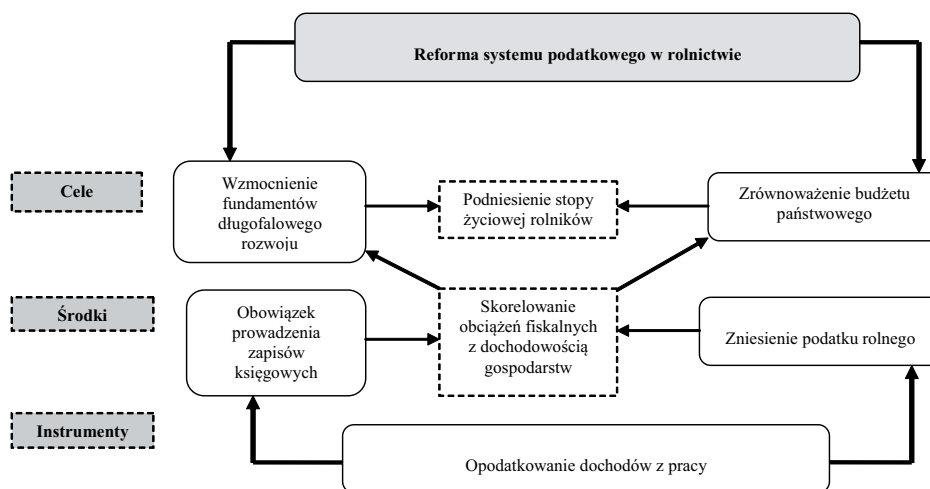 Reforma systemu podatkowego w rolnictwie
Cele
Wzmocnienie
fundamentów
długofalowego
rozwoju
Podniesienie stopy
życiowej rolników
Zrównoważenie budżetu
państwowego
Środki
Obowiązek
prowadzenia
zapisów
księgowych
Skorelowanie
obciążeń fiskalnych
z dochodowością
gospodarstw
Zniesienie podatku rolnego
Instrumenty
Opodatkowanie dochodów z pracy